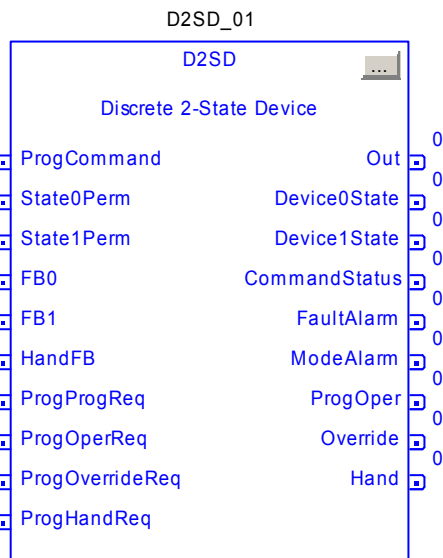 D2SD_01
D2SD
...
Discrete 2-State Device
0
ProgCommand Out
0
State0Perm Device0State
0
State1Perm Device1State
0
FB0 CommandStatus
0
FB1 FaultAlarm
0
HandFB ModeAlarm
0
ProgProgReq ProgOper
0
ProgOperReq Override
0
ProgOverrideReq Hand
ProgHandReq